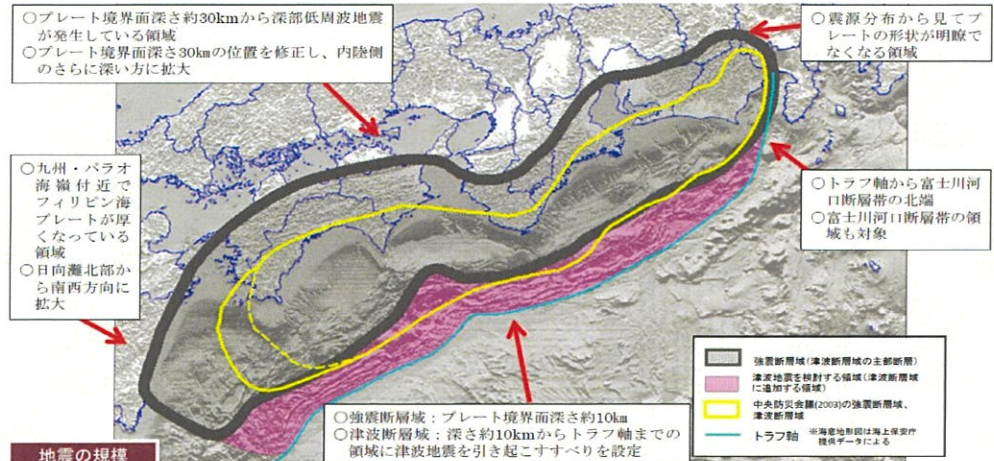 ○プレート境界面深さ約30kmから深部低周波地震
が発生している領域
○プレート境界面深さ30kmの位置を修正し、内陸側
のさらに深い方に拡大
○震源分布から見てプ
レートの形状が明瞭で
なくなる領域
○九州・パラオ
海嶺付近で
フィリピン海
プレートが厚
くなっている
領域
○日向灘北部か
ら南西方向に
拡大
○トラフ軸から富士川河
口断層帯の北端
○富士川河口断層帯の領
域も対象
○強震断層域：プレート境界面深さ約10km
○津波断層域：深さ約10kmからトラフ軸までの
領域に津波地震を引き起こすすべりを設定
強震断層域(津波断層域の主部断層)
津波地震を検討する領域(津波断層域
に追加する領域)
中央防災会議(2003)の強震断層域、
津波断層域
トラフ軸
※海底地形図は海上保安庁
提供データによる
地震の規模